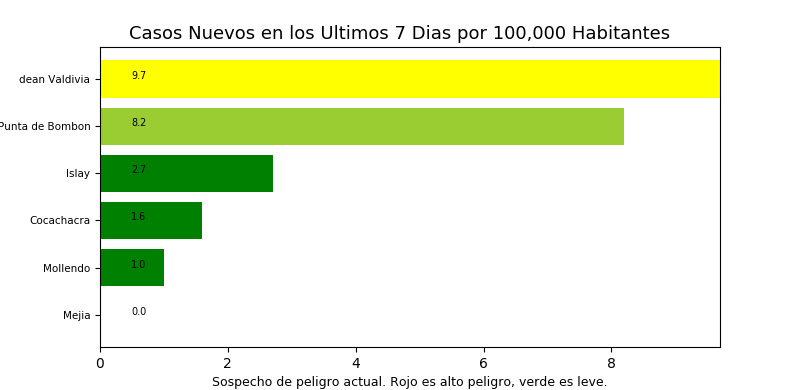 Casos Nuevos en los Ultimos 7 Dias por 100,000 Habitantes
dean Valdivia 9.7
Punta de Bombon 8.2
Islay 2.7
Cocachacra 1.6
Mollendo 1.0
Mejia 0.0
0 2 4 6 8
Sospecho de peligro actual. Rojo es alto peligro, verde es leve.